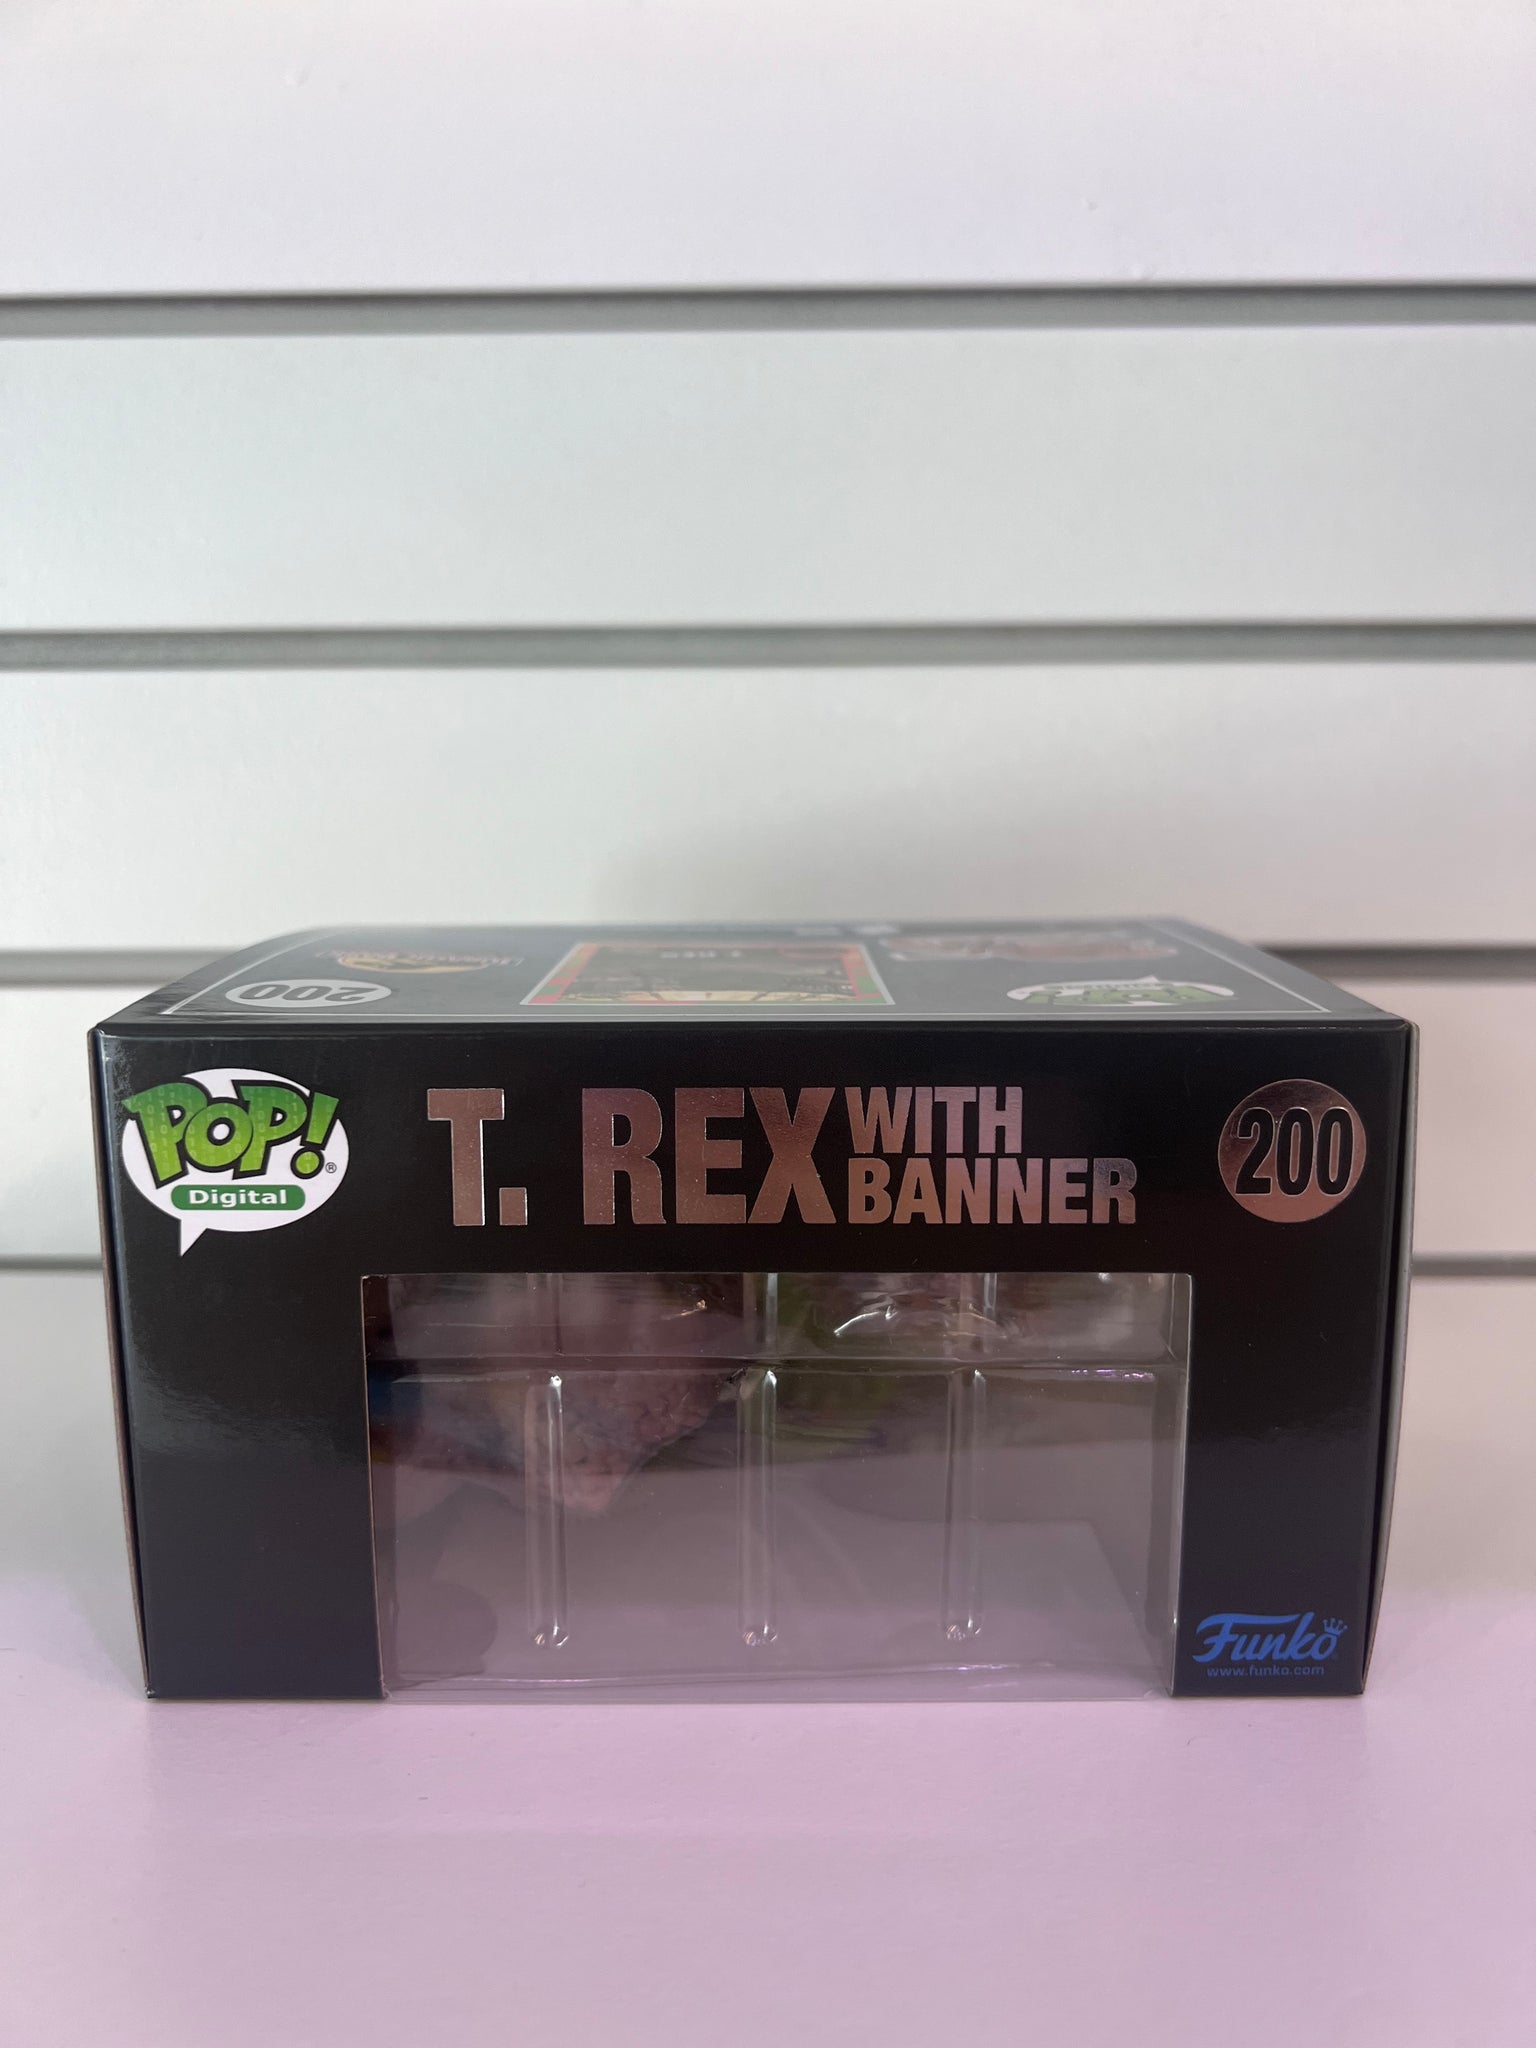 200
POP!®
Digital
T. REX WITH
BANNER
200
Funko
www.funko.com